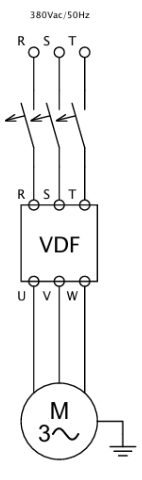 380Vac/50Hz
R S T
R S T
VDF
U V W
M
3~